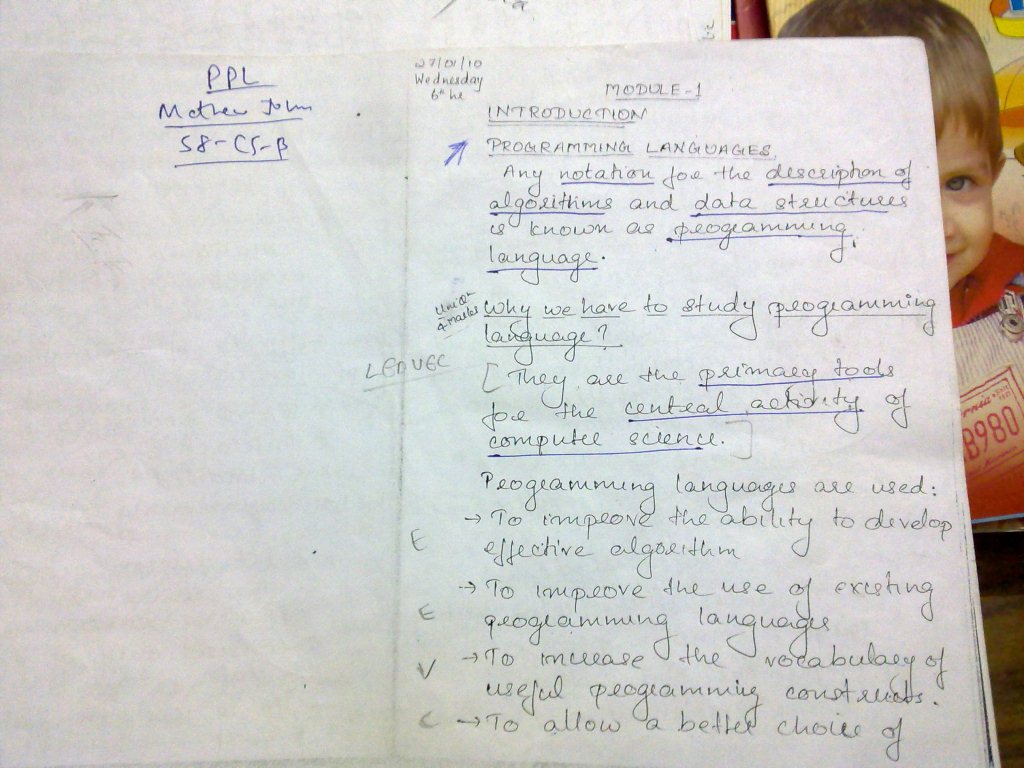 PPL
Mathew John
S8-CS-B
27/01/10
Wednesday
6th hr
MODULE-1
INTRODUCTION
PROGRAMMING LANGUAGES
Any notation for the description of
algorithms and data structures
is known as programming
language.
4 marks
Why we have to study programming
language?
LEDVEC
[They are the primary tools
for the central activity of
computer science.]
Programming languages are used:
E → To improve the ability to develop
effective algorithm
E → To improve the use of existing
programming languages
V → To increase the vocabulary of
useful programming constructs.
C → To allow a better choice of
B980